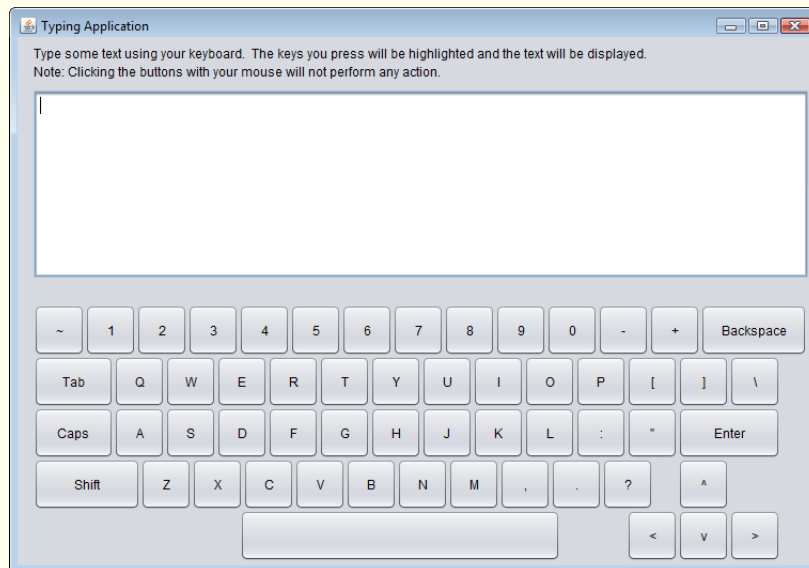 Typing Application
Type some text using your keyboard.  The keys you press will be highlighted and the text will be displayed.
Note: Clicking the buttons with your mouse will not perform any action.
~ 1 2 3 4 5 6 7 8 9 0 - + Backspace
Tab Q W E R T Y U I O P [ ] \
Caps A S D F G H J K L : " Enter
Shift Z X C V B N M , . ? ^
< v >